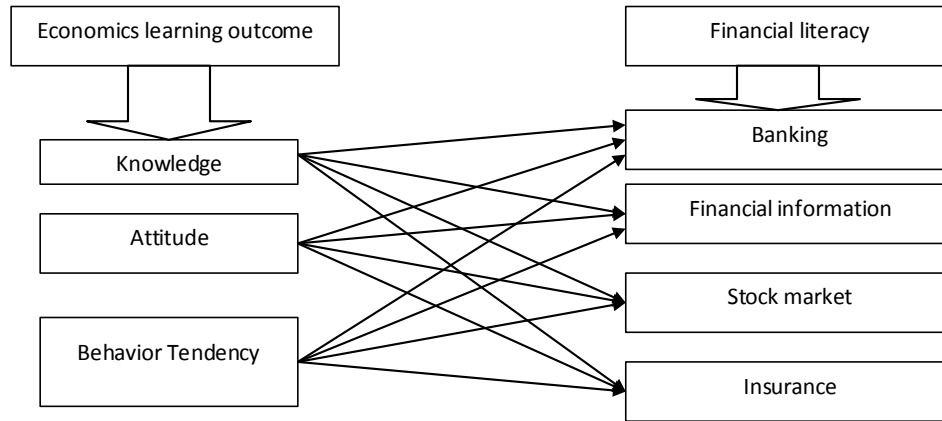 Economics learning outcome
Financial literacy
Knowledge
Attitude
Behavior Tendency
Banking
Financial information
Stock market
Insurance